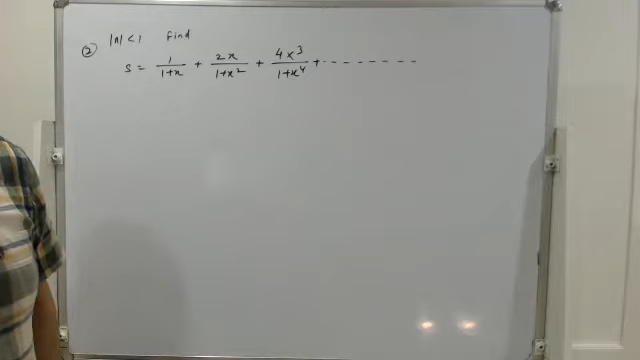 ② |x| < 1 find
S = 1/(1+x) + 2x/(1+x²) + 4x³/(1+x⁴) + - - - - - - - -